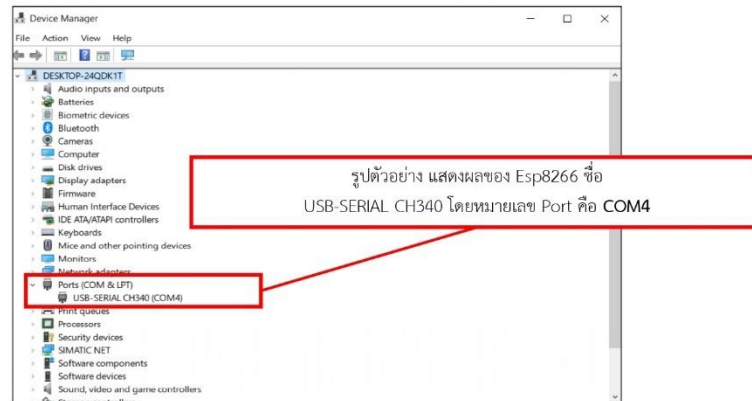 Device Manager
File Action View Help
DESKTOP-24QDK1T
Audio inputs and outputs
Batteries
Biometric devices
Bluetooth
Cameras
Computer
Disk drives
Display adapters
Firmware
Human Interface Devices
IDE ATA/ATAPI controllers
Keyboards
Mice and other pointing devices
Monitors
Network adapters
Ports (COM & LPT)
USB-SERIAL CH340 (COM4)
Print queues
Processors
Security devices
SIMATIC NET
Software components
Software devices
Sound, video and game controllers
Storage controllers
รูปตัวอย่าง แสดงผลของ Esp8266 ชื่อ
USB-SERIAL CH340 โดยหมายเลข Port คือ COM4